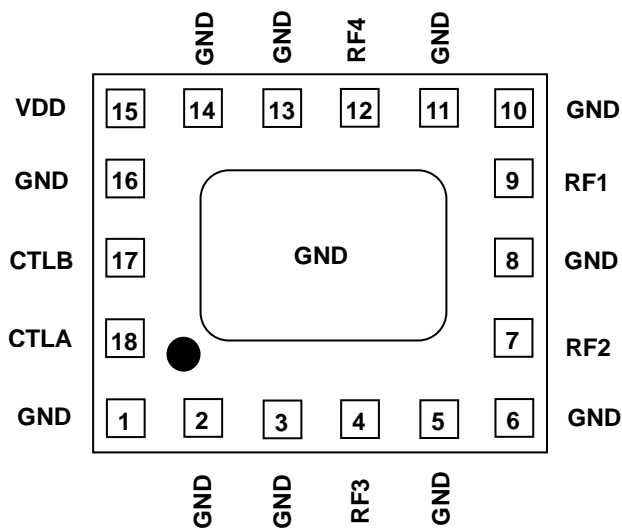 GND GND RF4 GND
VDD 15 14 13 12 11 10 GND
GND 16 9 RF1
CTLB 17 GND 8 GND
CTLA 18 7 RF2
GND 1 2 3 4 5 6 GND
GND GND RF3 GND